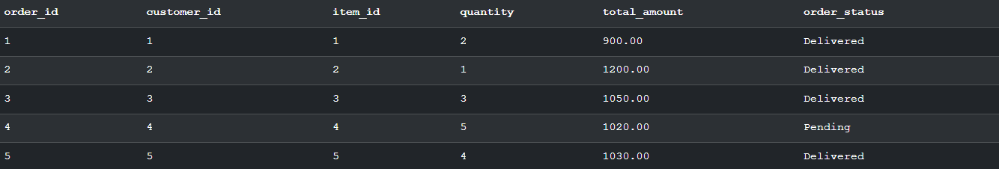 order_id customer_id item_id quantity total_amount order_status
1 1 1 2 900.00 Delivered
2 2 2 1 1200.00 Delivered
3 3 3 3 1050.00 Delivered
4 4 4 5 1020.00 Pending
5 5 5 4 1030.00 Delivered